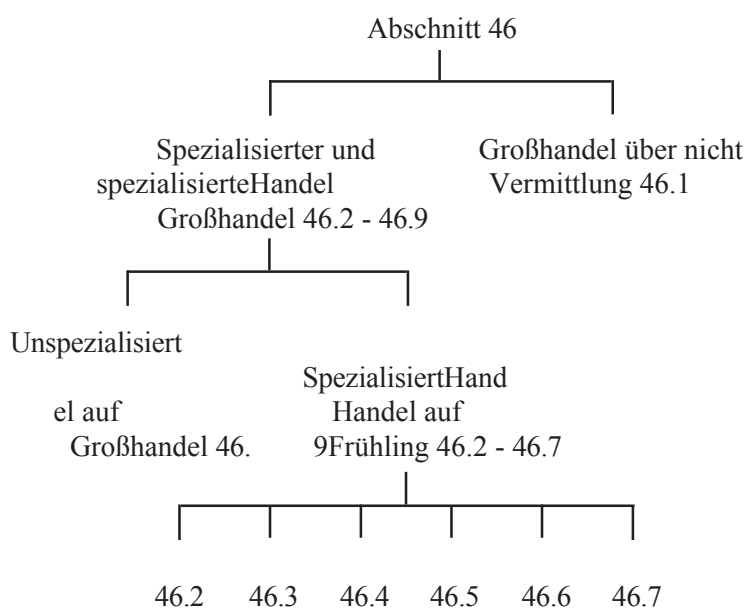 Abschnitt 46
Spezialisierter und
spezialisierteHandel
Großhandel 46.2 - 46.9
Großhandel über nicht
Vermittlung 46.1
Unspezialisiert
el auf
Großhandel 46.
SpezialisiertHand
Handel auf
9Frühling 46.2 - 46.7
46.2 46.3 46.4 46.5 46.6 46.7